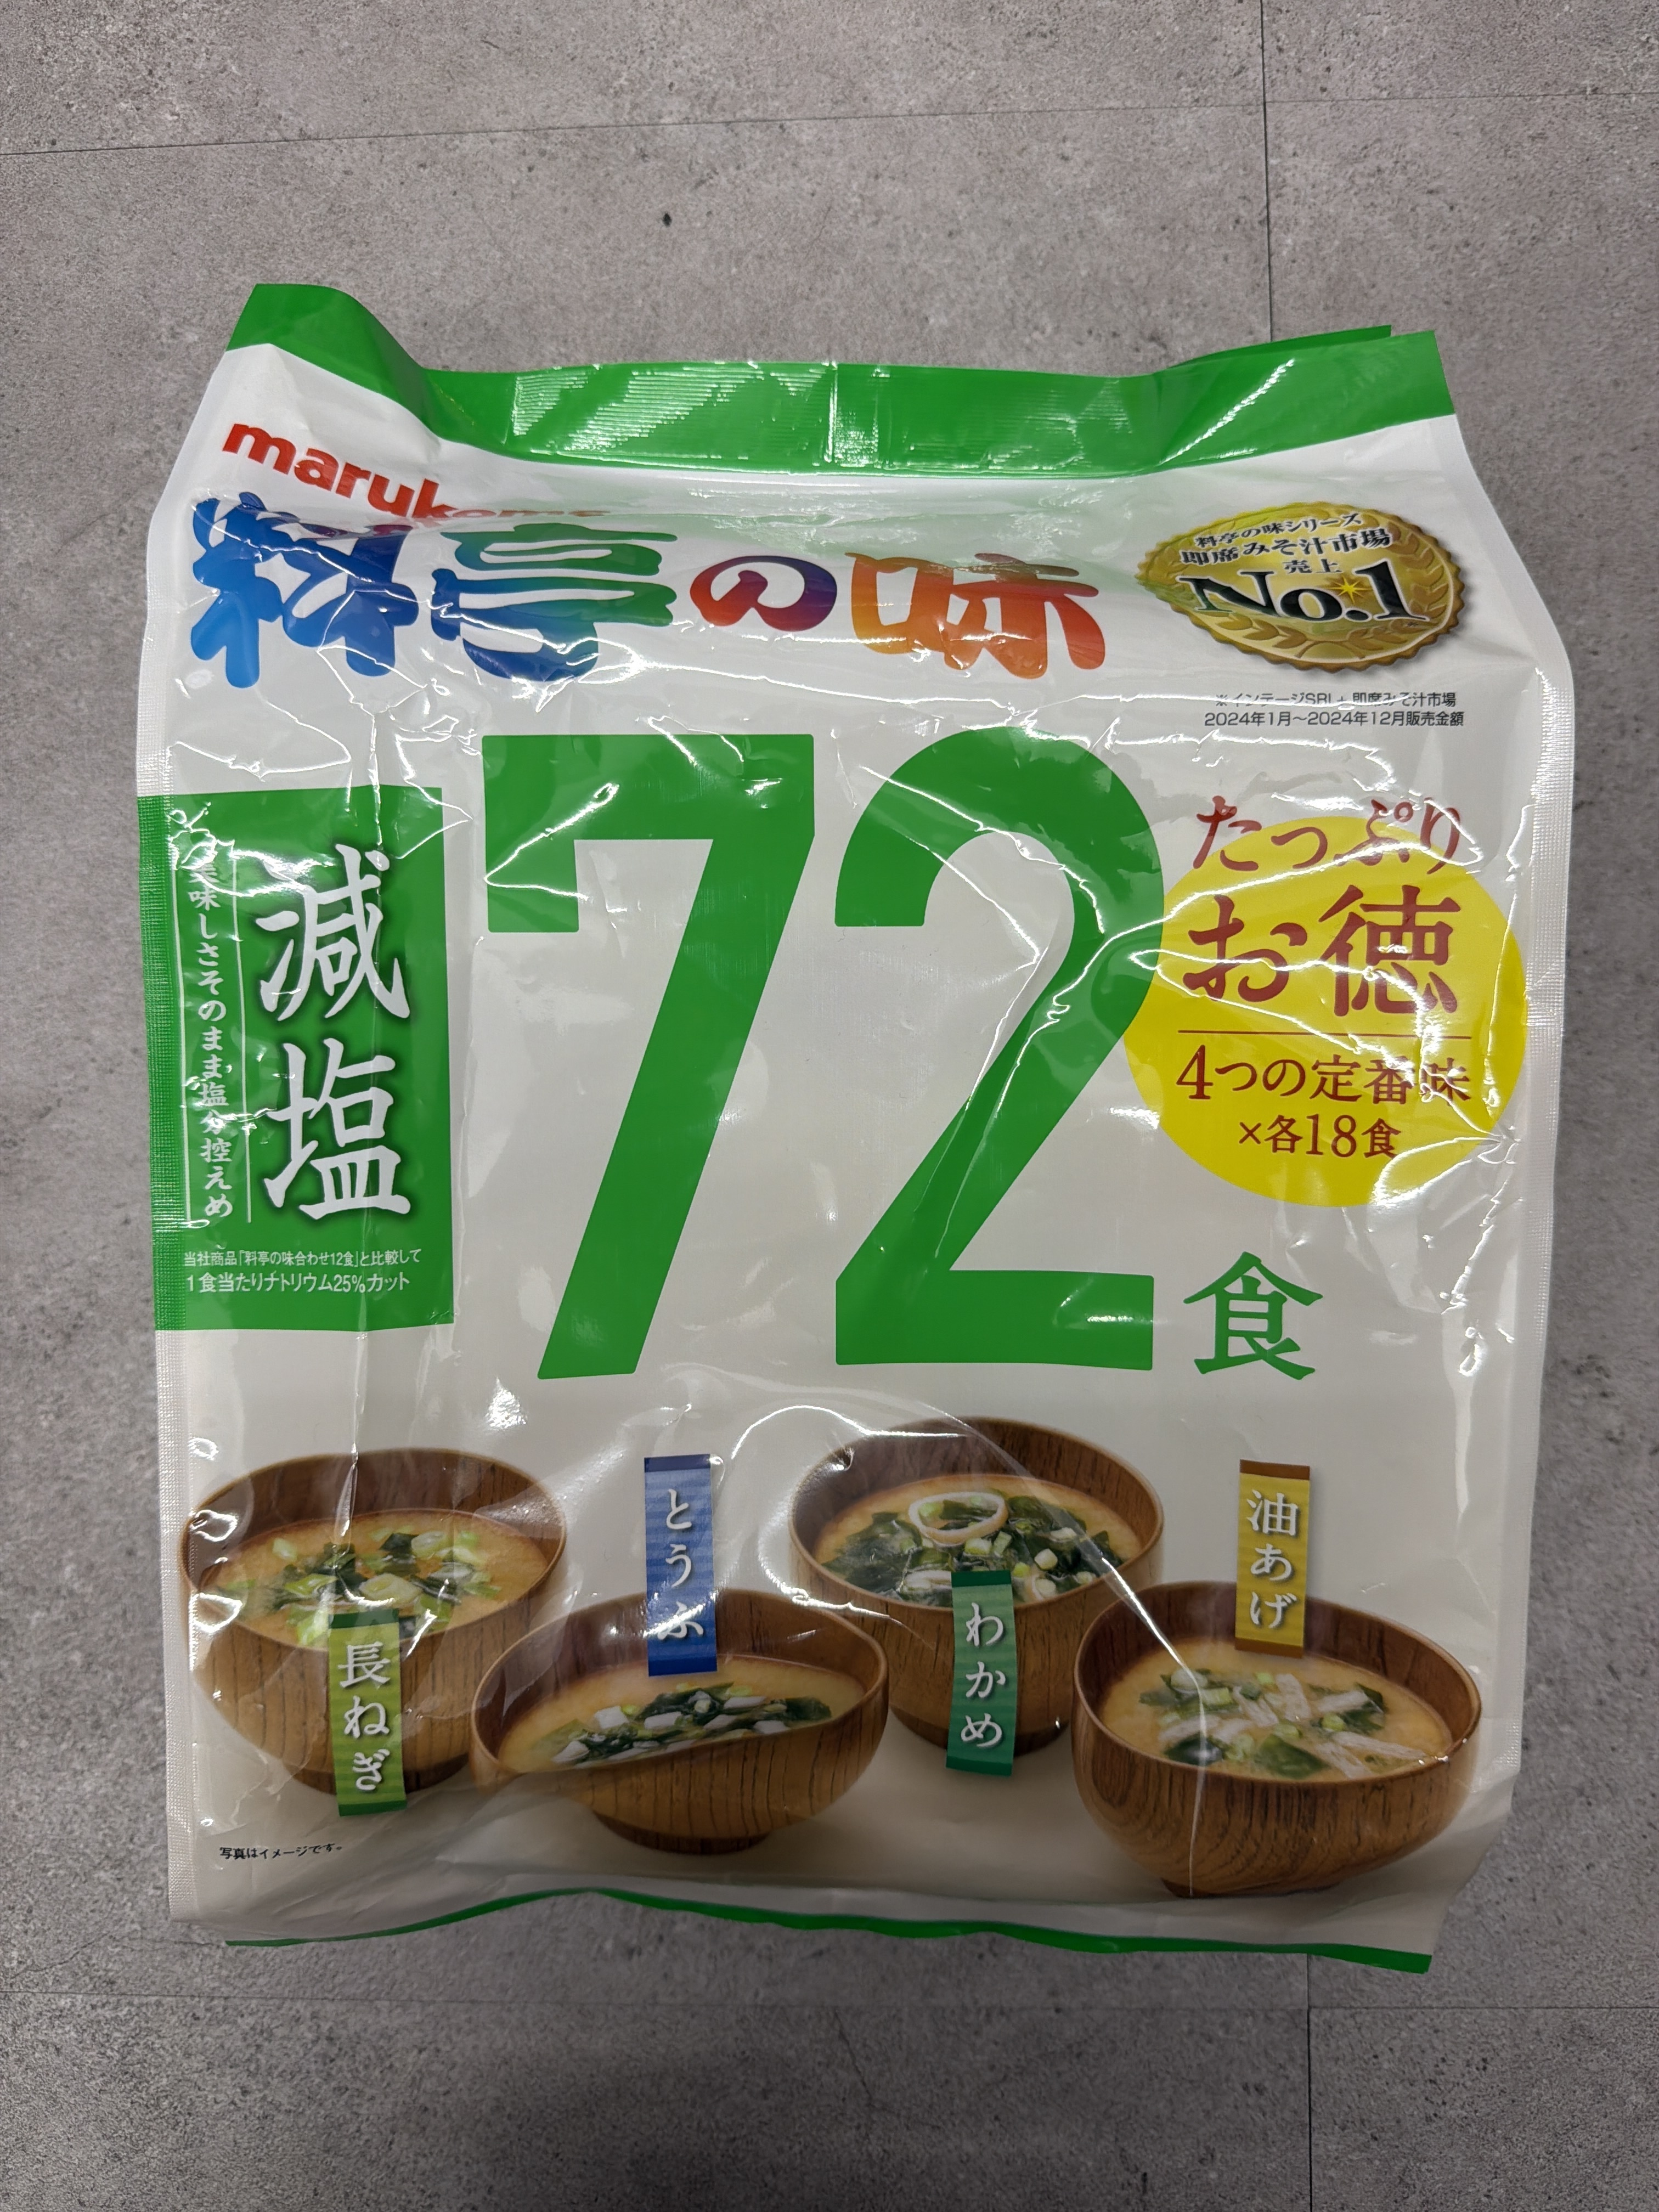 marukome
料亭の味
料亭の味シリーズ
即席みそ汁市場
売上
No.1
※インテージSRI+ 即席みそ汁市場
2024年1月～2024年12月販売金額
減塩
美味しさそのまま塩分控えめ
当社商品「料亭の味合わせ12食」と比較して
1食当たりナトリウム25%カット
72食
たっぷり
お徳
4つの定番味
×各18食
長ねぎ
とうふ
わかめ
油あげ
写真はイメージです。